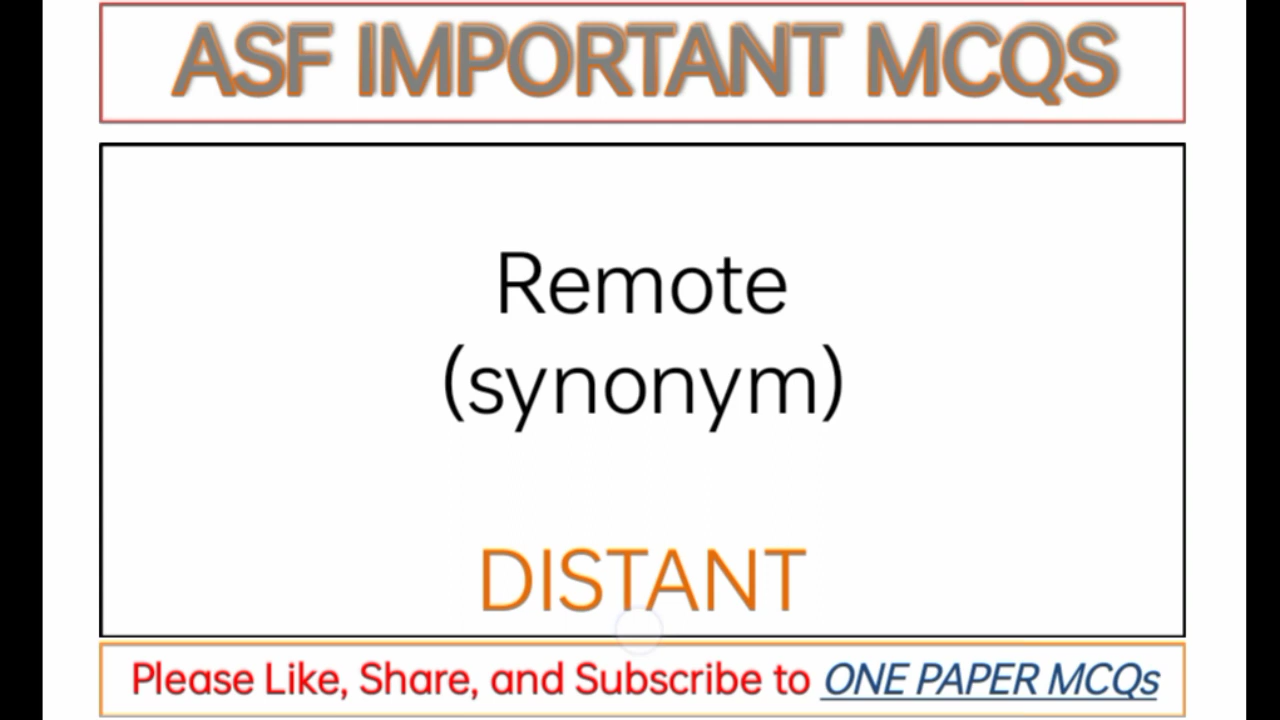 ASF IMPORTANT MCQS
Remote
(synonym)
DISTANT
Please Like, Share, and Subscribe to ONE PAPER MCQs